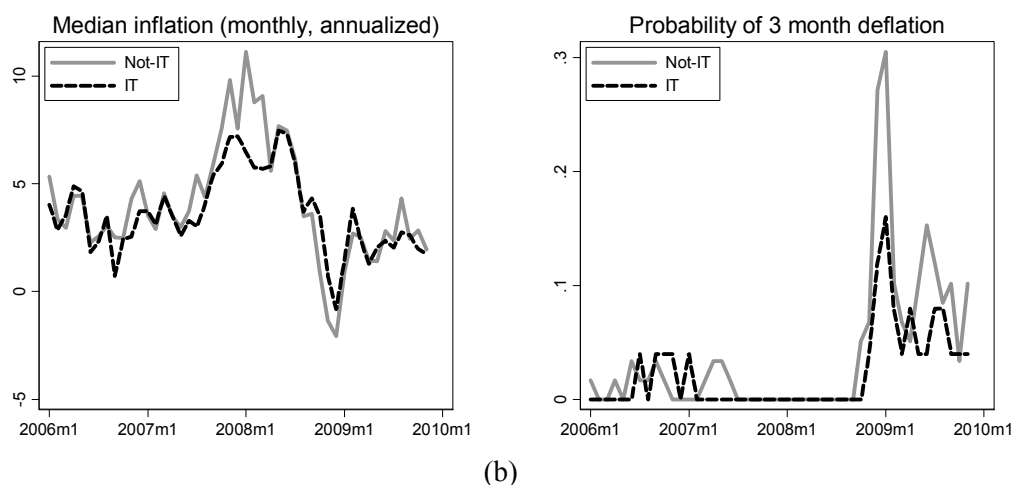 Median inflation (monthly, annualized)
Not-IT
IT
10
5
0
-5
2006m1 2007m1 2008m1 2009m1 2010m1
Probability of 3 month deflation
Not-IT
IT
.3
.2
.1
0
2006m1 2007m1 2008m1 2009m1 2010m1
(b)